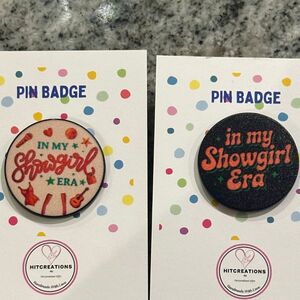 PIN BADGE
IN MY
Showgirl
ERA
HITCREATIONS
PIN BADGE
in my
Showgirl
Era
HITCREATIONS